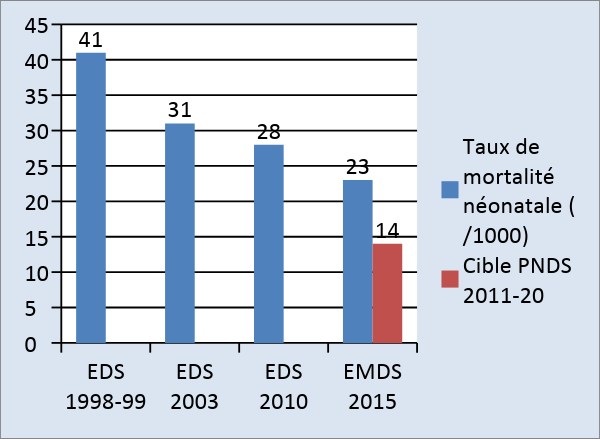 45
40
35
30
25
20
15
10
5
0
41
31
28
23
14
EDS
1998-99
EDS
2003
EDS
2010
EMDS
2015
Taux de
mortalité
néonatale (
/1000)
Cible PNDS
2011-20